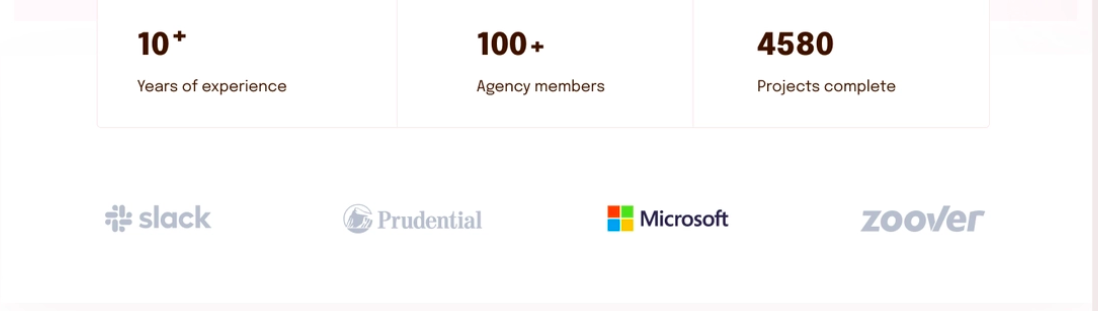 10+
100+
4580
Years of experience
Agency members
Projects complete
slack
Prudential
Microsoft
zoover